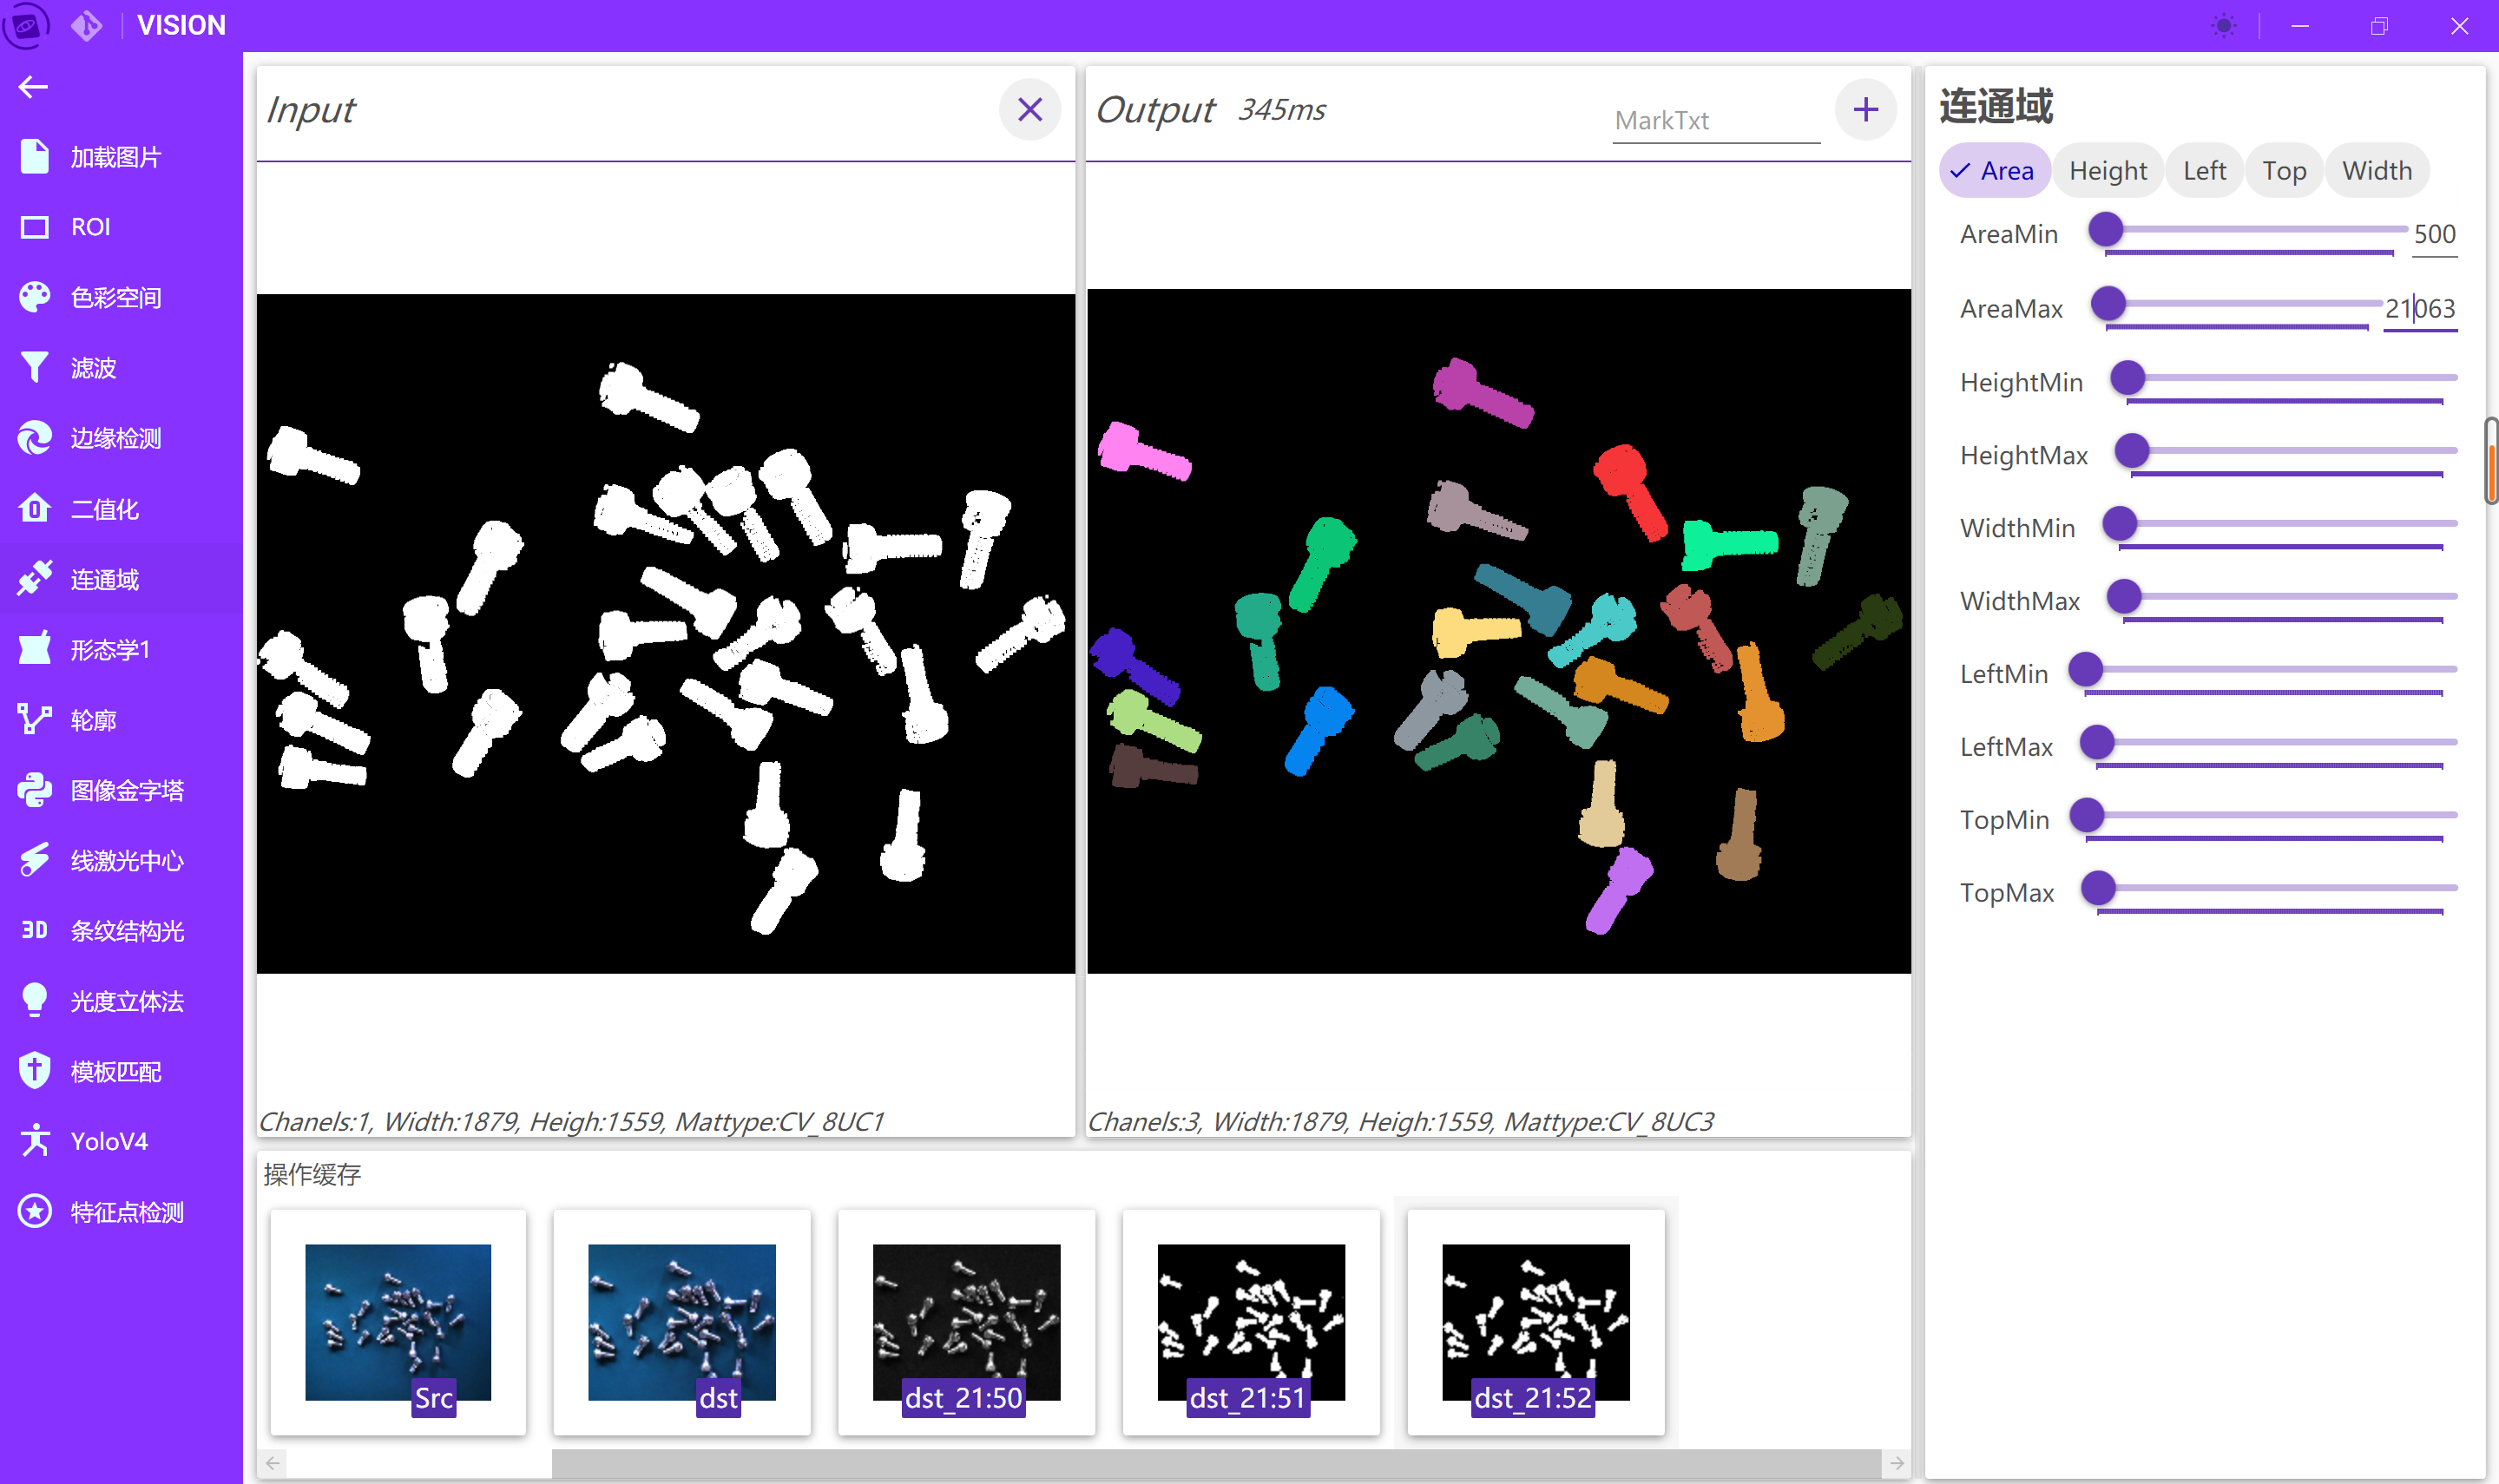 VISION
加载图片
ROI
色彩空间
滤波
边缘检测
二值化
连通域
形态学1
轮廓
图像金字塔
线激光中心
3D 条纹结构光
光度立体法
模板匹配
YoloV4
特征点检测
Input
Chanels:1, Width:1879, Heigh:1559, Mattype:CV_8UC1
Output 345ms
MarkTxt
Chanels:3, Width:1879, Heigh:1559, Mattype:CV_8UC3
操作缓存
Src
dst
dst_21:50
dst_21:51
dst_21:52
连通域
Area Height Left Top Width
AreaMin 500
AreaMax 21063
HeightMin
HeightMax
WidthMin
WidthMax
LeftMin
LeftMax
TopMin
TopMax